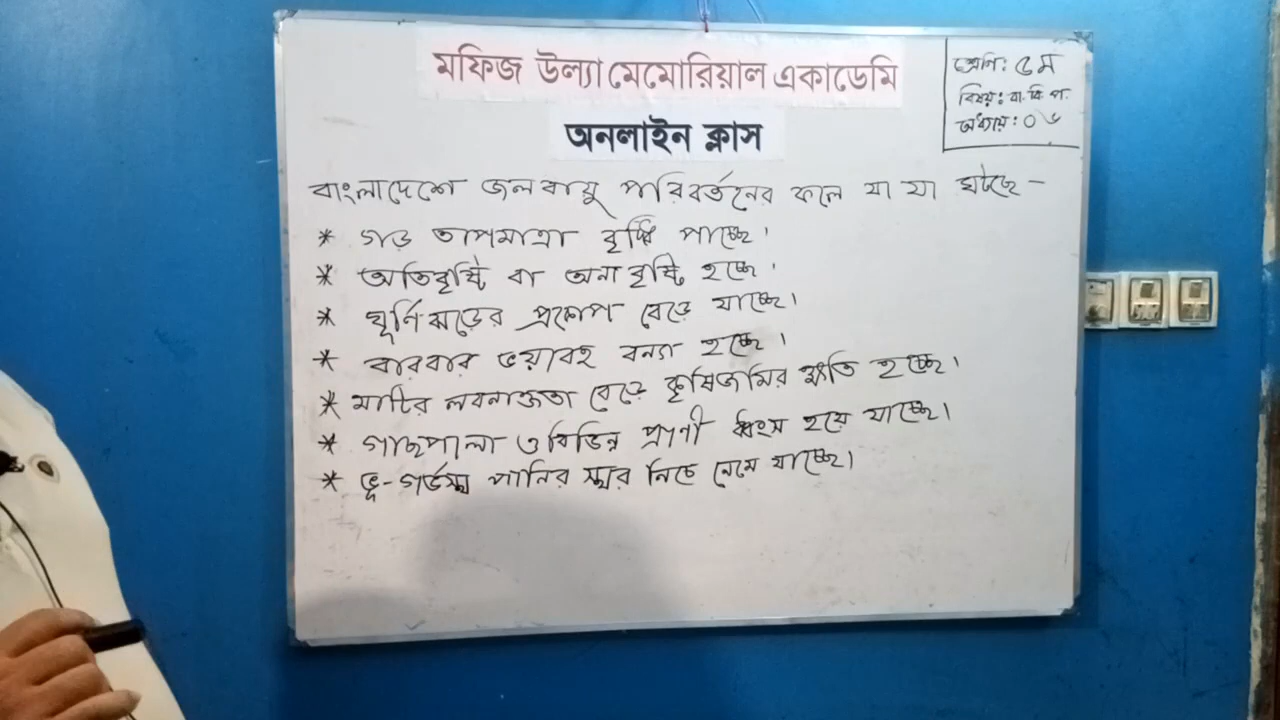 মফিজ উল্যা মেমোরিয়াল একাডেমি
অনলাইন ক্লাস
শ্রেণি: ৫ম
বিষয়: বা. বি. প.
অধ্যায়: ০৬
বাংলাদেশে জলবায়ু পরিবর্তনের ফলে যা যা ঘটছে -
* গড় তাপমাত্রা বৃদ্ধি পাচ্ছে।
* অতিবৃষ্টি বা অনাবৃষ্টি হচ্ছে।
* ঘূর্ণিঝড়ের প্রকোপ বেড়ে যাচ্ছে।
* বারবার ভয়াবহ বন্যা হচ্ছে।
* মাটির লবনাক্ততা বেড়ে কৃষিজমির ক্ষতি হচ্ছে।
* গাছপালা ও বিভিন্ন প্রাণী ধ্বংস হয়ে যাচ্ছে।
* ভূ-গর্ভস্থ পানির স্তর নিচে নেমে যাচ্ছে।